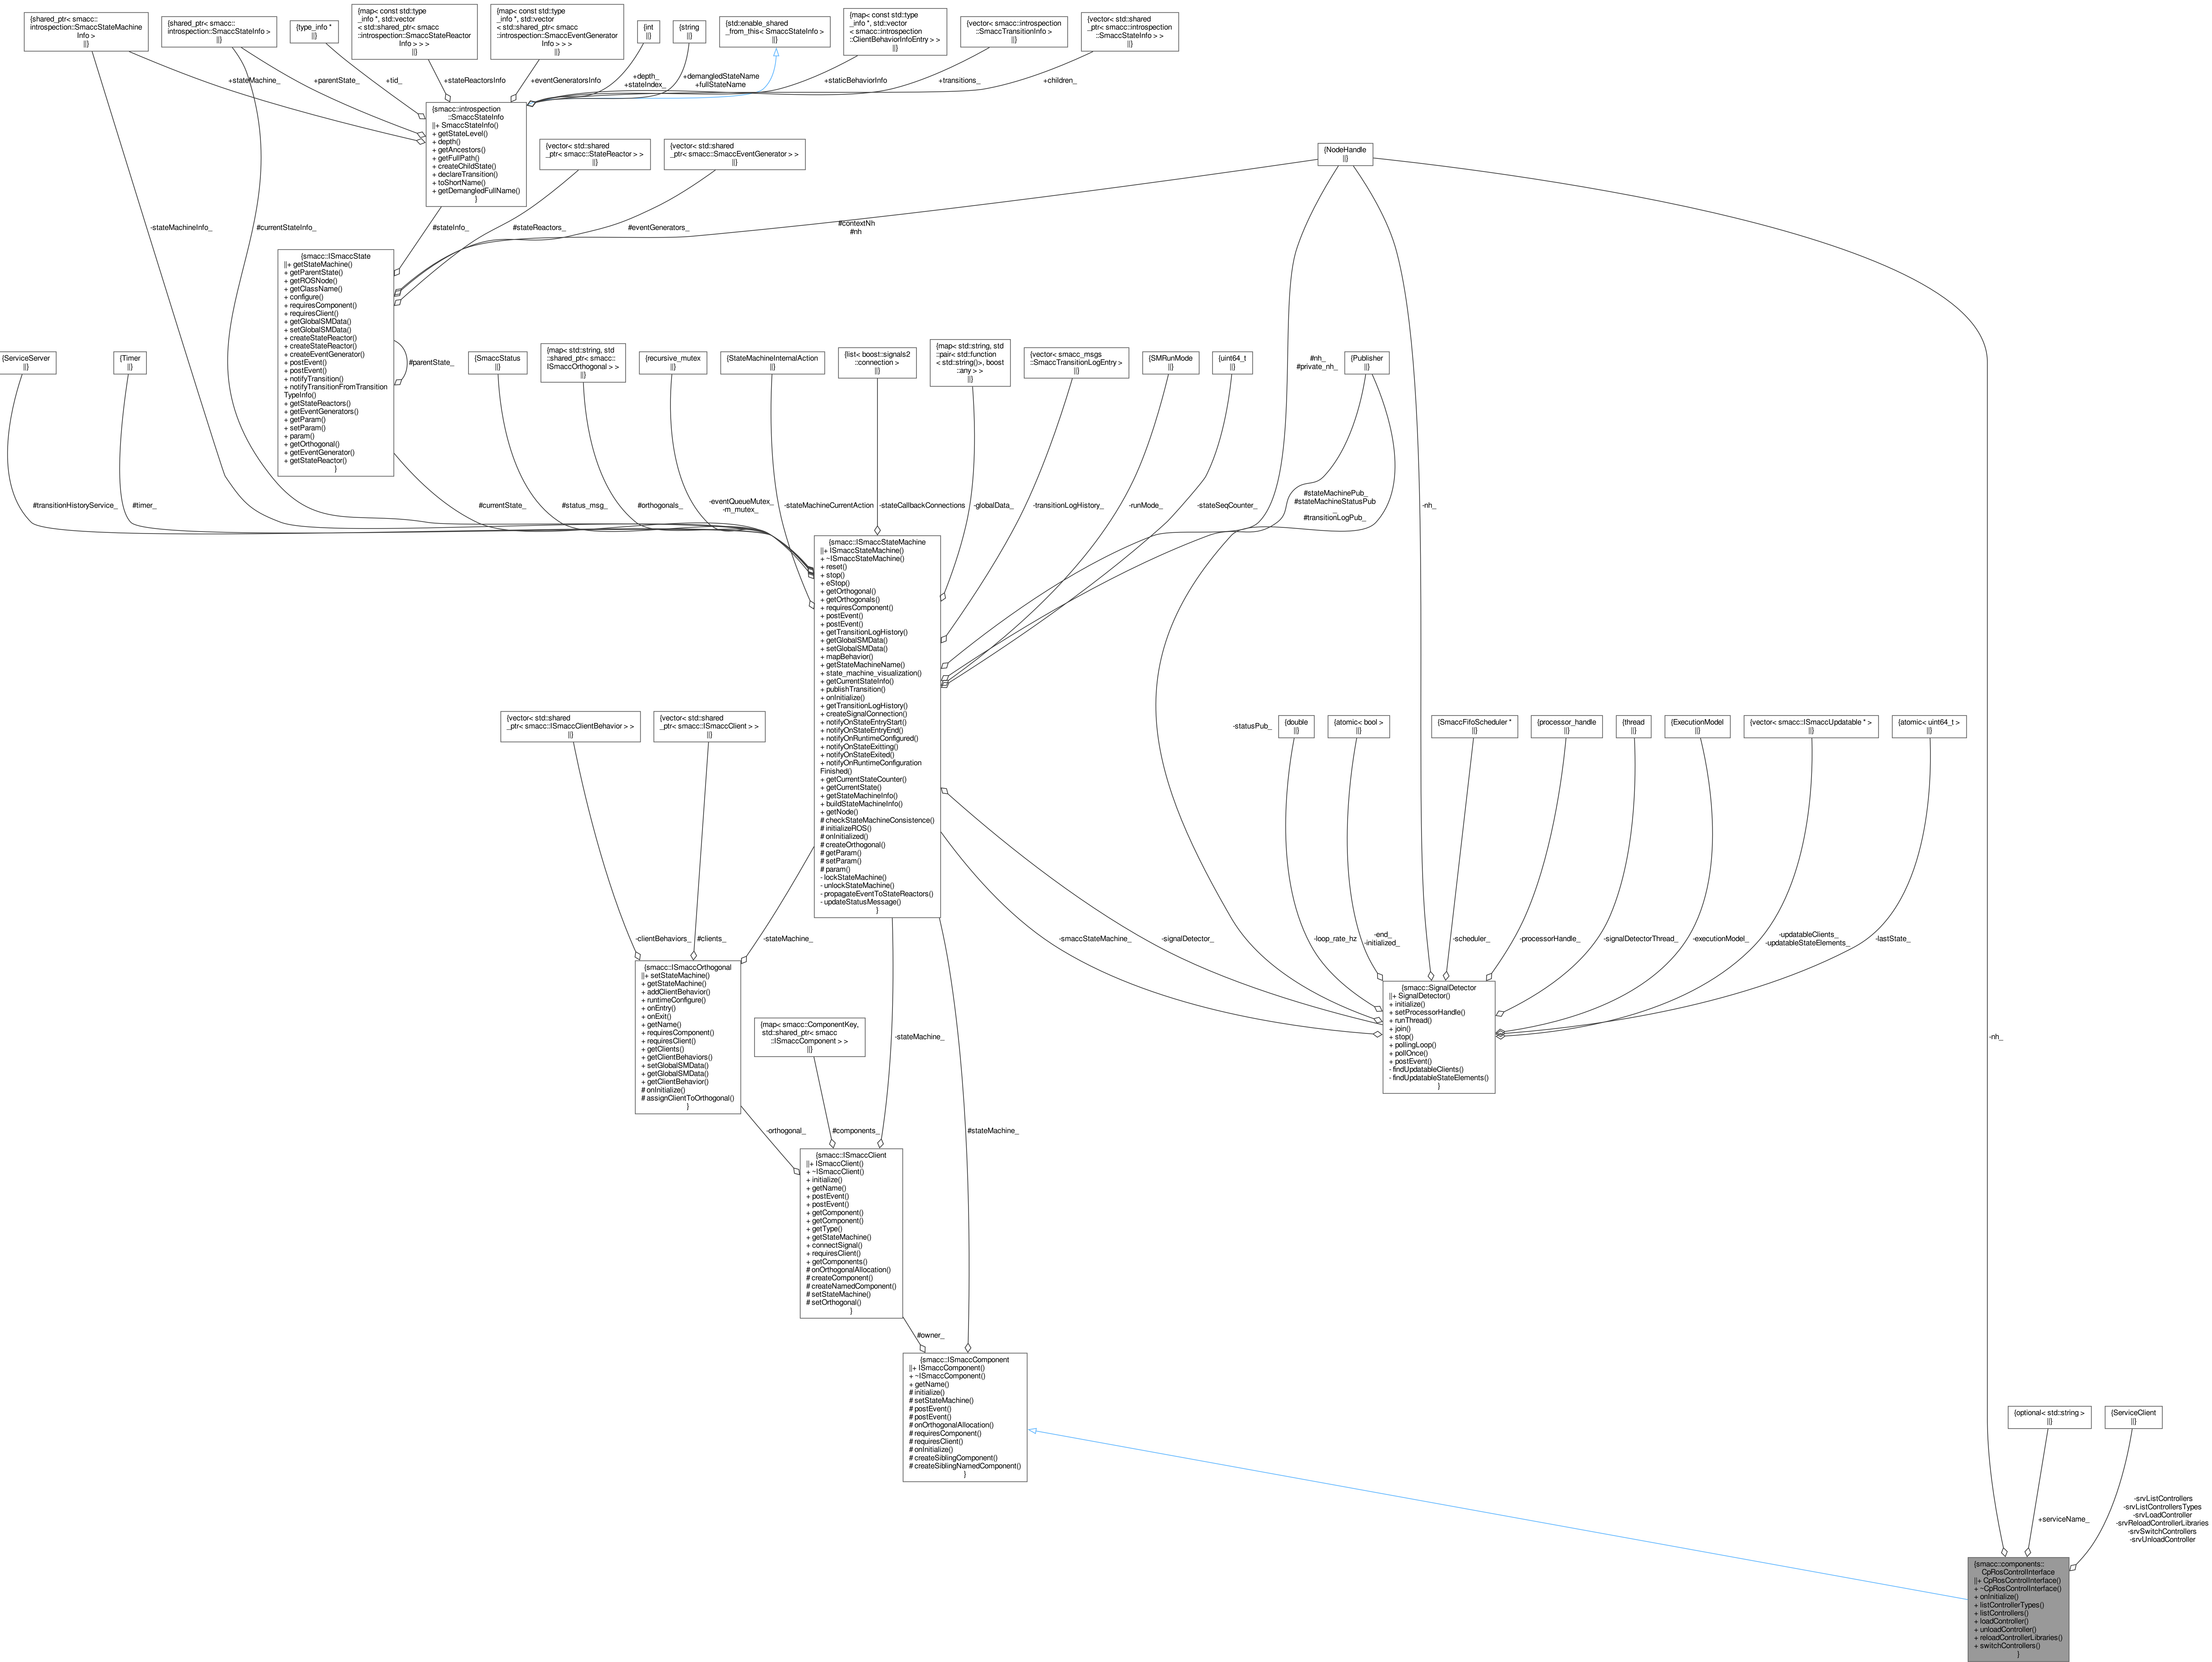 {shared_ptr< smacc::
introspection::SmaccStateMachine
Info >
||}
{shared_ptr< smacc::
introspection::SmaccStateInfo >
||}
{type_info *
||}
{map< const std::type
_info *, std::vector
< std::shared_ptr< smacc
::introspection::SmaccStateReactor
Info > > >
||}
{map< const std::type
_info *, std::vector
< std::shared_ptr< smacc
::introspection::SmaccEventGenerator
Info > > >
||}
{int
||}
{string
||}
{std::enable_shared
_from_this< SmaccStateInfo >
||}
{map< const std::type
_info *, std::vector
< smacc::introspection
::ClientBehaviorInfoEntry > >
||}
{vector< smacc::introspection
::SmaccTransitionInfo >
||}
{vector< std::shared
_ptr< smacc::introspection
::SmaccStateInfo > >
||}
+stateMachine_
+parentState_
+tid_
+stateReactorsInfo
+eventGeneratorsInfo
+depth_
+stateIndex_
+demangledStateName
+fullStateName
+staticBehaviorInfo
+transitions_
+children_
{smacc::introspection
::SmaccStateInfo
||+ SmaccStateInfo()
+ getStateLevel()
+ depth()
+ getAncestors()
+ getFullPath()
+ createChildState()
+ declareTransition()
+ toShortName()
+ getDemangledFullName()
}
{vector< std::shared
_ptr< smacc::StateReactor > >
||}
{vector< std::shared
_ptr< smacc::SmaccEventGenerator > >
||}
{NodeHandle
||}
-stateMachineInfo_
#currentStateInfo_
#stateInfo_
#stateReactors_
#eventGenerators_
#contextNh
#nh
{smacc::ISmaccState
||+ getStateMachine()
+ getParentState()
+ getROSNode()
+ getClassName()
+ configure()
+ requiresComponent()
+ requiresClient()
+ getGlobalSMData()
+ setGlobalSMData()
+ createStateReactor()
+ createStateReactor()
+ createEventGenerator()
+ postEvent()
+ postEvent()
+ notifyTransition()
+ notifyTransitionFromTransition
TypeInfo()
+ getStateReactors()
+ getEventGenerators()
+ getParam()
+ setParam()
+ param()
+ getOrthogonal()
+ getEventGenerator()
+ getStateReactor()
}
#parentState_
{ServiceServer
||}
{Timer
||}
{SmaccStatus
||}
{map< std::string, std
::shared_ptr< smacc::
ISmaccOrthogonal > >
||}
{recursive_mutex
||}
{StateMachineInternalAction
||}
{list< boost::signals2
::connection >
||}
{map< std::string, std
::pair< std::function
< std::string()>, boost
::any > >
||}
{vector< smacc_msgs
::SmaccTransitionLogEntry >
||}
{SMRunMode
||}
{uint64_t
||}
#nh_
#private_nh_
{Publisher
||}
#transitionHistoryService_
#timer_
#currentState_
#status_msg_
#orthogonals_
-eventQueueMutex_
-m_mutex_
-stateMachineCurrentAction
-stateCallbackConnections
-globalData_
-transitionLogHistory_
-runMode_
-stateSeqCounter_
#stateMachinePub_
#stateMachineStatusPub
_
#transitionLogPub_
-nh_
{smacc::ISmaccStateMachine
||+ ISmaccStateMachine()
+ ~ISmaccStateMachine()
+ reset()
+ stop()
+ eStop()
+ getOrthogonal()
+ getOrthogonals()
+ requiresComponent()
+ postEvent()
+ postEvent()
+ getTransitionLogHistory()
+ getGlobalSMData()
+ setGlobalSMData()
+ mapBehavior()
+ getStateMachineName()
+ state_machine_visualization()
+ getCurrentStateInfo()
+ publishTransition()
+ onInitialize()
+ getTransitionLogHistory()
+ createSignalConnection()
+ notifyOnStateEntryStart()
+ notifyOnStateEntryEnd()
+ notifyOnRuntimeConfigured()
+ notifyOnStateExitting()
+ notifyOnStateExited()
+ notifyOnRuntimeConfiguration
Finished()
+ getCurrentStateCounter()
+ getCurrentState()
+ getStateMachineInfo()
+ buildStateMachineInfo()
+ getNode()
# checkStateMachineConsistence()
# initializeROS()
# onInitialized()
# createOrthogonal()
# getParam()
# setParam()
# param()
- lockStateMachine()
- unlockStateMachine()
- propagateEventToStateReactors()
- updateStatusMessage()
}
{vector< std::shared
_ptr< smacc::ISmaccClientBehavior > >
||}
{vector< std::shared
_ptr< smacc::ISmaccClient > >
||}
-statusPub_
{double
||}
{atomic< bool >
||}
{SmaccFifoScheduler *
||}
{processor_handle
||}
{thread
||}
{ExecutionModel
||}
{vector< smacc::ISmaccUpdatable * >
||}
{atomic< uint64_t >
||}
-clientBehaviors_
#clients_
-stateMachine_
-smaccStateMachine_
-signalDetector_
-loop_rate_hz
-end_
-initialized_
-scheduler_
-processorHandle_
-signalDetectorThread_
-executionModel_
-updatableClients_
-updatableStateElements_
-lastState_
{smacc::ISmaccOrthogonal
||+ setStateMachine()
+ getStateMachine()
+ addClientBehavior()
+ runtimeConfigure()
+ onEntry()
+ onExit()
+ getName()
+ requiresComponent()
+ requiresClient()
+ getClients()
+ getClientBehaviors()
+ setGlobalSMData()
+ getGlobalSMData()
+ getClientBehavior()
# onInitialize()
# assignClientToOrthogonal()
}
{smacc::SignalDetector
||+ SignalDetector()
+ initialize()
+ setProcessorHandle()
+ runThread()
+ join()
+ stop()
+ pollingLoop()
+ pollOnce()
+ postEvent()
- findUpdatableClients()
- findUpdatableStateElements()
}
{map< smacc::ComponentKey,
std::shared_ptr< smacc
::ISmaccComponent > >
||}
-stateMachine_
-nh_
-orthogonal_
#components_
#stateMachine_
{smacc::ISmaccClient
||+ ISmaccClient()
+ ~ISmaccClient()
+ initialize()
+ getName()
+ postEvent()
+ postEvent()
+ getComponent()
+ getComponent()
+ getType()
+ getStateMachine()
+ connectSignal()
+ requiresClient()
+ getComponents()
# onOrthogonalAllocation()
# createComponent()
# createNamedComponent()
# setStateMachine()
# setOrthogonal()
}
#owner_
{smacc::ISmaccComponent
||+ ISmaccComponent()
+ ~ISmaccComponent()
+ getName()
# initialize()
# setStateMachine()
# postEvent()
# postEvent()
# onOrthogonalAllocation()
# requiresComponent()
# requiresClient()
# onInitialize()
# createSiblingComponent()
# createSiblingNamedComponent()
}
{optional< std::string >
||}
{ServiceClient
||}
+serviceName_
-srvListControllers
-srvListControllersTypes
-srvLoadController
-srvReloadControllerLibraries
-srvSwitchControllers
-srvUnloadController
{smacc::components::
CpRosControlInterface
||+ CpRosControlInterface()
+ ~CpRosControlInterface()
+ onInitialize()
+ listControllerTypes()
+ listControllers()
+ loadController()
+ unloadController()
+ reloadControllerLibraries()
+ switchControllers()
}